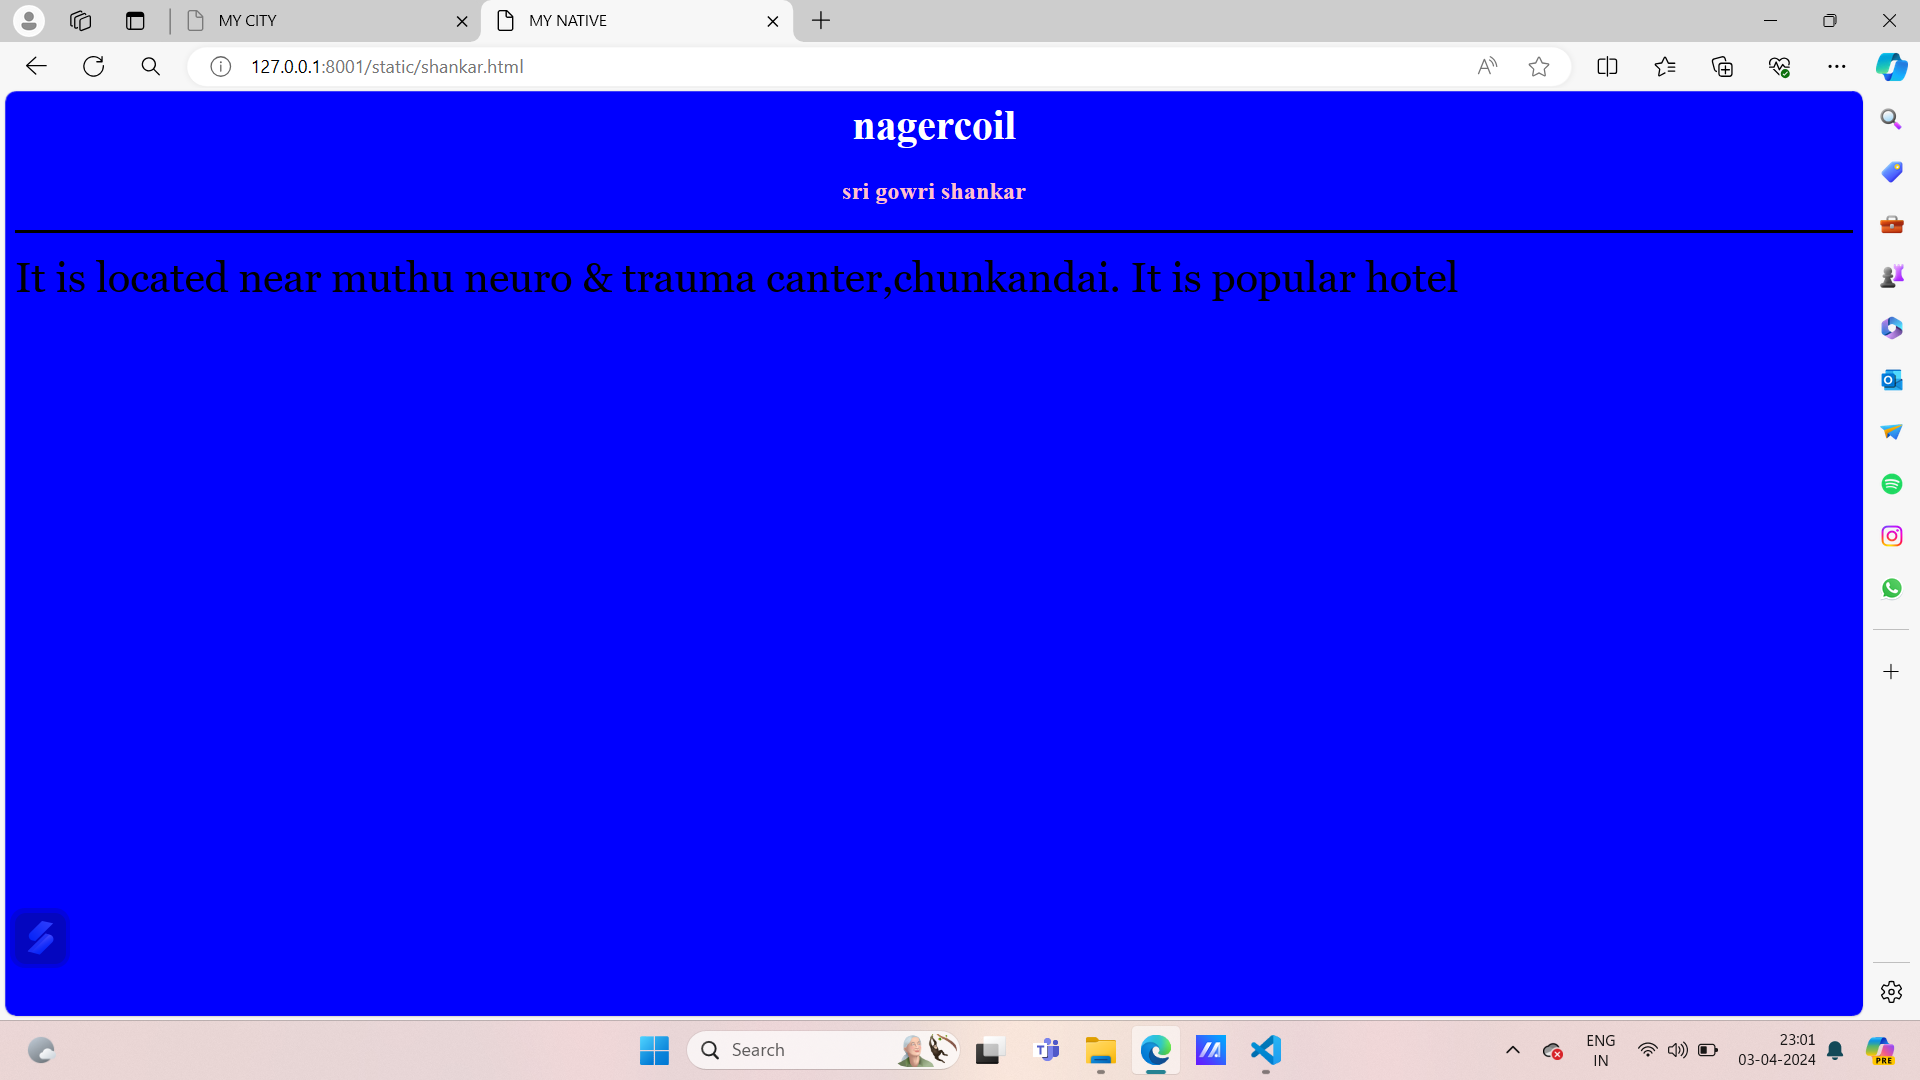 MY CITY
MY NATIVE
127.0.0.1:8001/static/shankar.html
nagercoil
sri gowri shankar
It is located near muthu neuro & trauma canter,chunkandai. It is popular hotel
Search
ENG
IN
23:01
03-04-2024
PRE